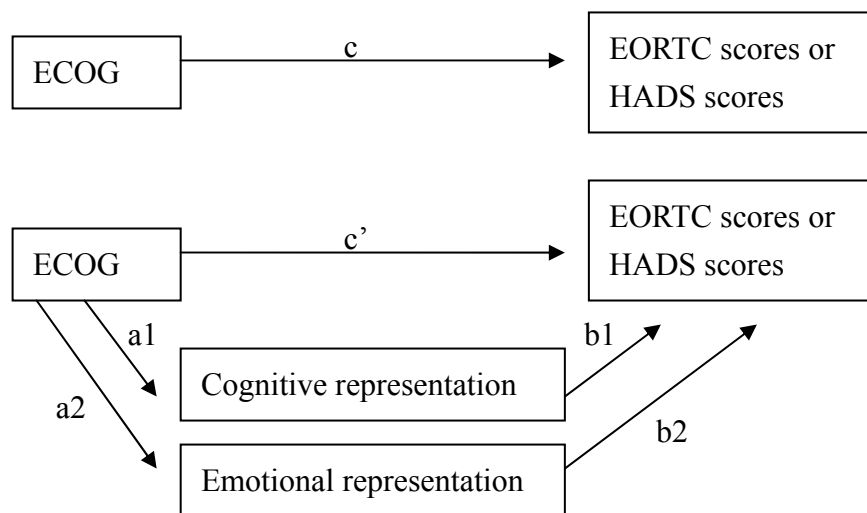 c
ECOG
EORTC scores or
HADS scores
c’
ECOG
EORTC scores or
HADS scores
a1
b1
Cognitive representation
a2
b2
Emotional representation